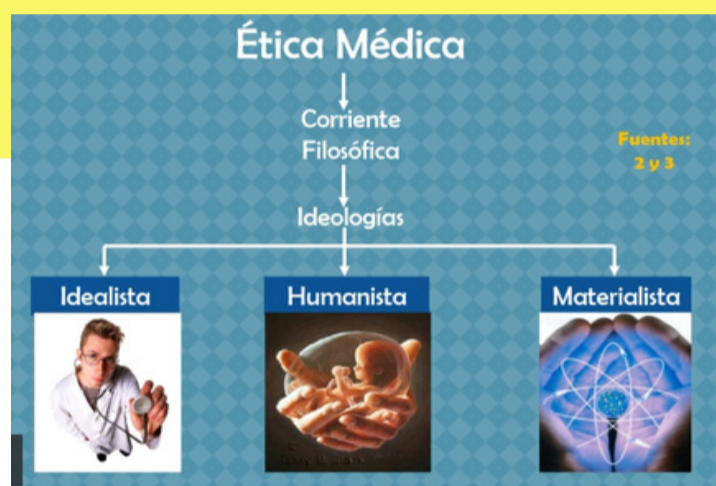 Ética Médica
Corriente
Filosófica
Fuentes:
2 y 3
Ideologías
Idealista
Humanista
Materialista